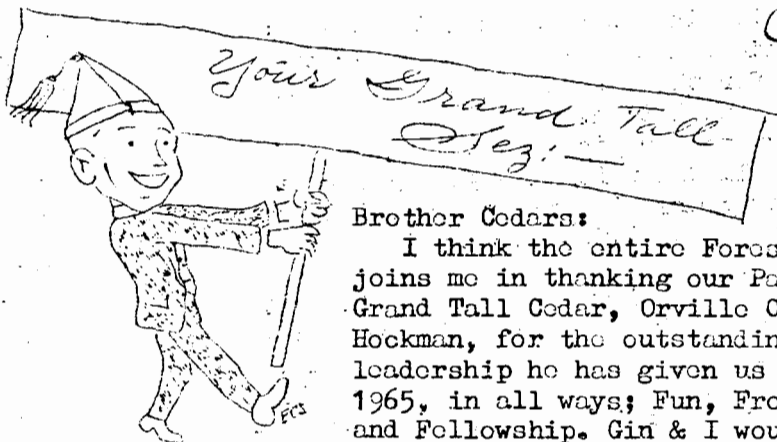 Your Grand Tall
Sez:—
Brother Cedars:
I think the entire Fores
joins me in thanking our Pa
Grand Tall Cedar, Orville C
Hockman, for the outstandin
leadership he has given us
1965, in all ways; Fun, Fro
and Fellowship. Gin & I wou
ECS